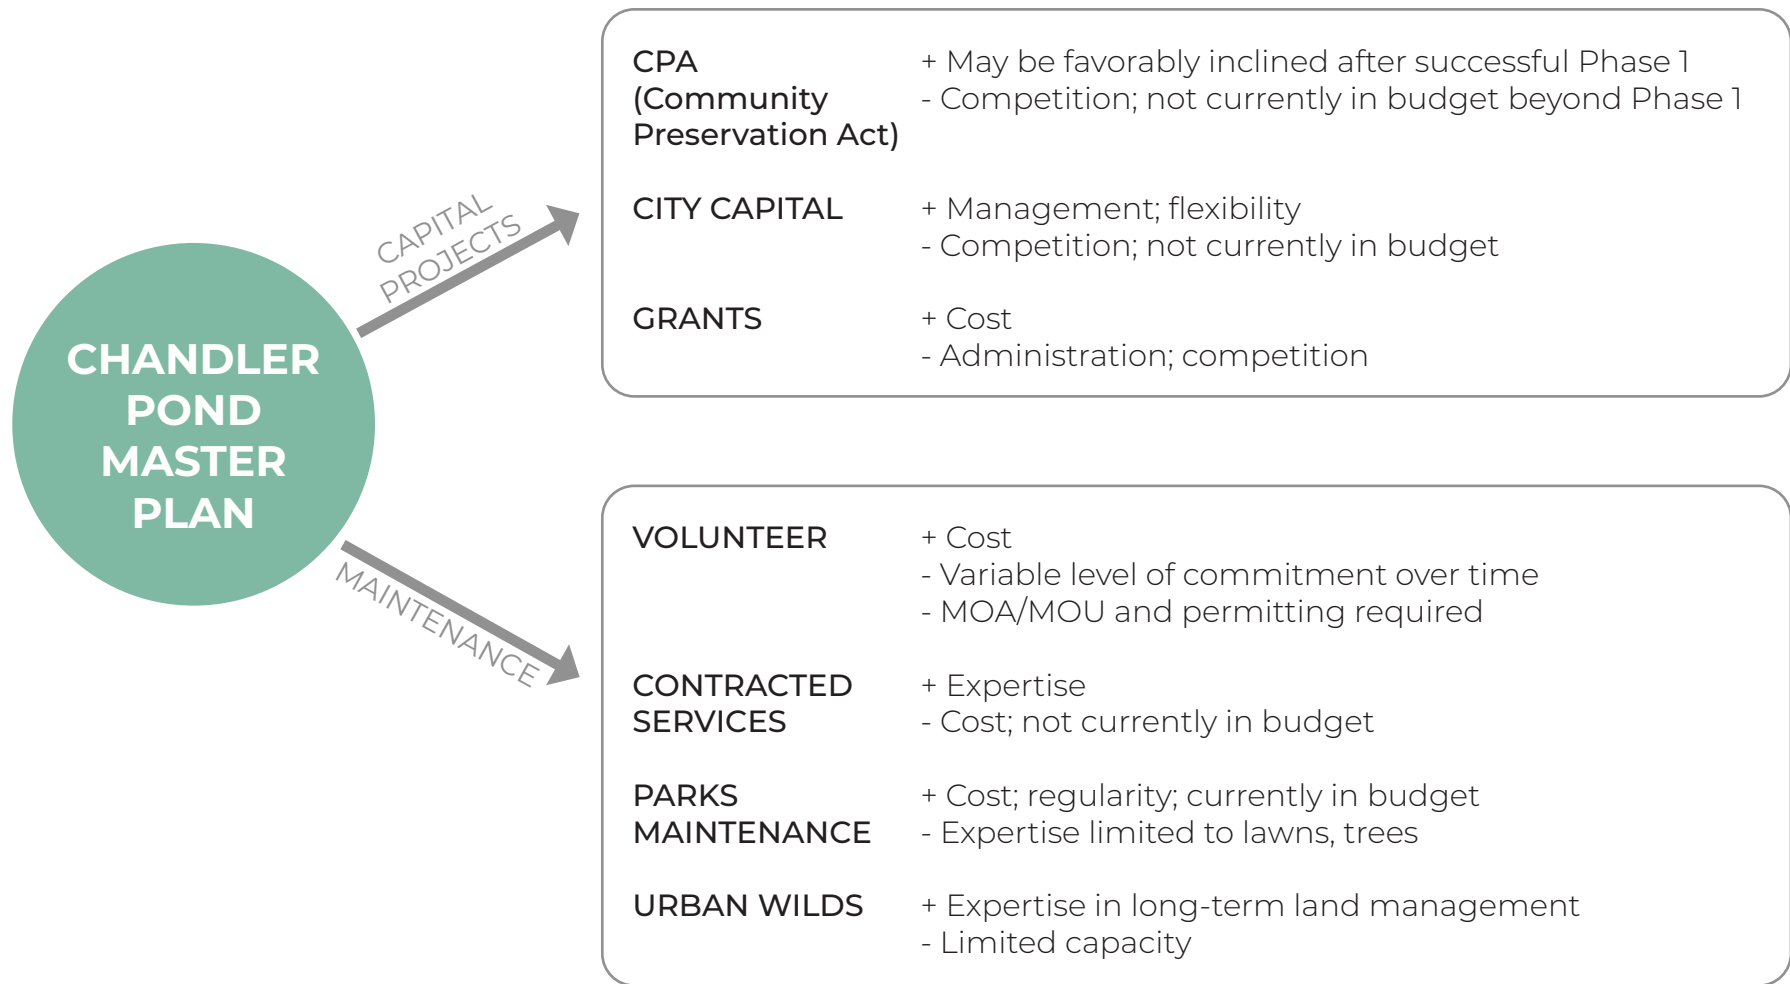 CHANDLER
POND
MASTER
PLAN
CAPITAL
PROJECTS
CPA
(Community
Preservation Act)
+ May be favorably inclined after successful Phase 1
- Competition; not currently in budget beyond Phase 1
CITY CAPITAL
+ Management; flexibility
- Competition; not currently in budget
GRANTS
+ Cost
- Administration; competition
MAINTENANCE
VOLUNTEER
+ Cost
- Variable level of commitment over time
- MOA/MOU and permitting required
CONTRACTED
SERVICES
+ Expertise
- Cost; not currently in budget
PARKS
MAINTENANCE
+ Cost; regularity; currently in budget
- Expertise limited to lawns, trees
URBAN WILDS
+ Expertise in long-term land management
- Limited capacity